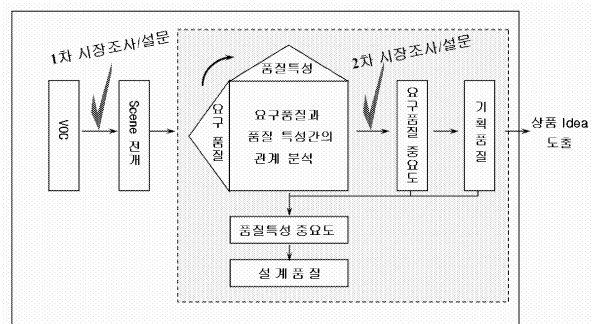 1차 시장조사/설문
2차 시장조사/설문
VOC
Scene 전개
요구 품질
품질특성
요구품질과
품질 특성간의
관계 분석
요구품질 중요도
기획품질
상품 Idea
도출
품질특성 중요도
설 계 품 질